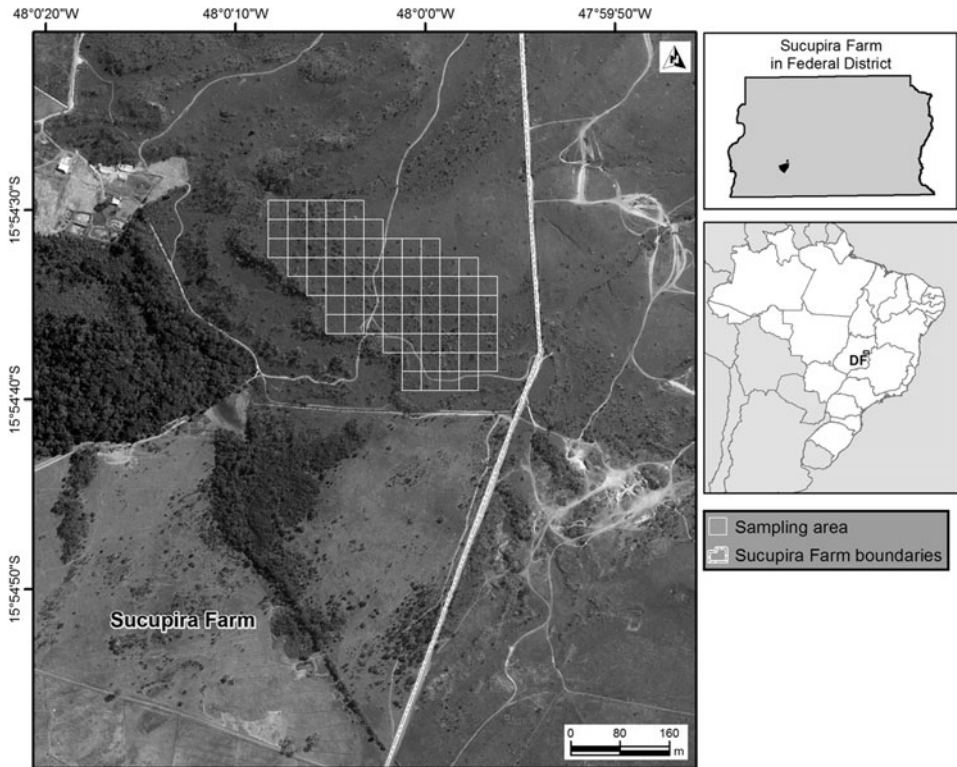 48°0'20"W
48°0'10"W
48°0'0"W
47°59'50"W
15°54'30"S
15°54'40"S
15°54'50"S
Sucupira Farm
0
80
160
m
Sucupira Farm
in Federal District
DF
Sampling area
Sucupira Farm boundaries